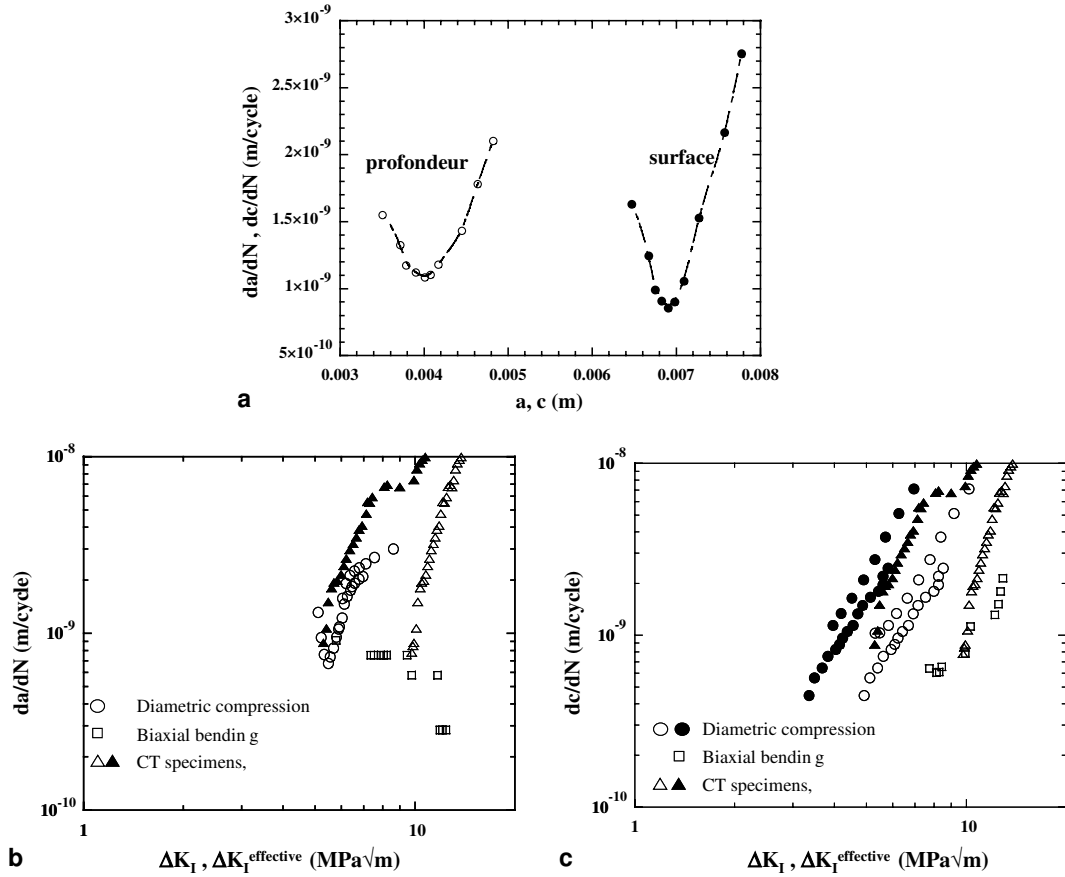 3×10⁻⁹
2.5×10⁻⁹
2×10⁻⁹
1.5×10⁻⁹
1×10⁻⁹
5×10⁻¹⁰
da/dN , dc/dN (m/cycle)
profondeur
surface
0.003 0.004 0.005 0.006 0.007 0.008
a, c (m)
a
10⁻⁸
10⁻⁹
10⁻¹⁰
da/dN (m/cycle)
Diametric compression
Biaxial bendin g
CT specimens,
1 10
ΔK_I , ΔK_I^effective (MPa√m)
b
10⁻⁸
10⁻⁹
10⁻¹⁰
dc/dN (m/cycle)
Diametric compression
Biaxial bendin g
CT specimens,
1 10
ΔK_I , ΔK_I^effective (MPa√m)
c